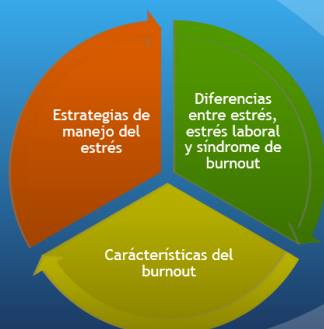 Estrategias de
manejo del
estrés
Diferencias
entre estrés,
estrés laboral
y síndrome de
burnout
Carácterísticas del
burnout